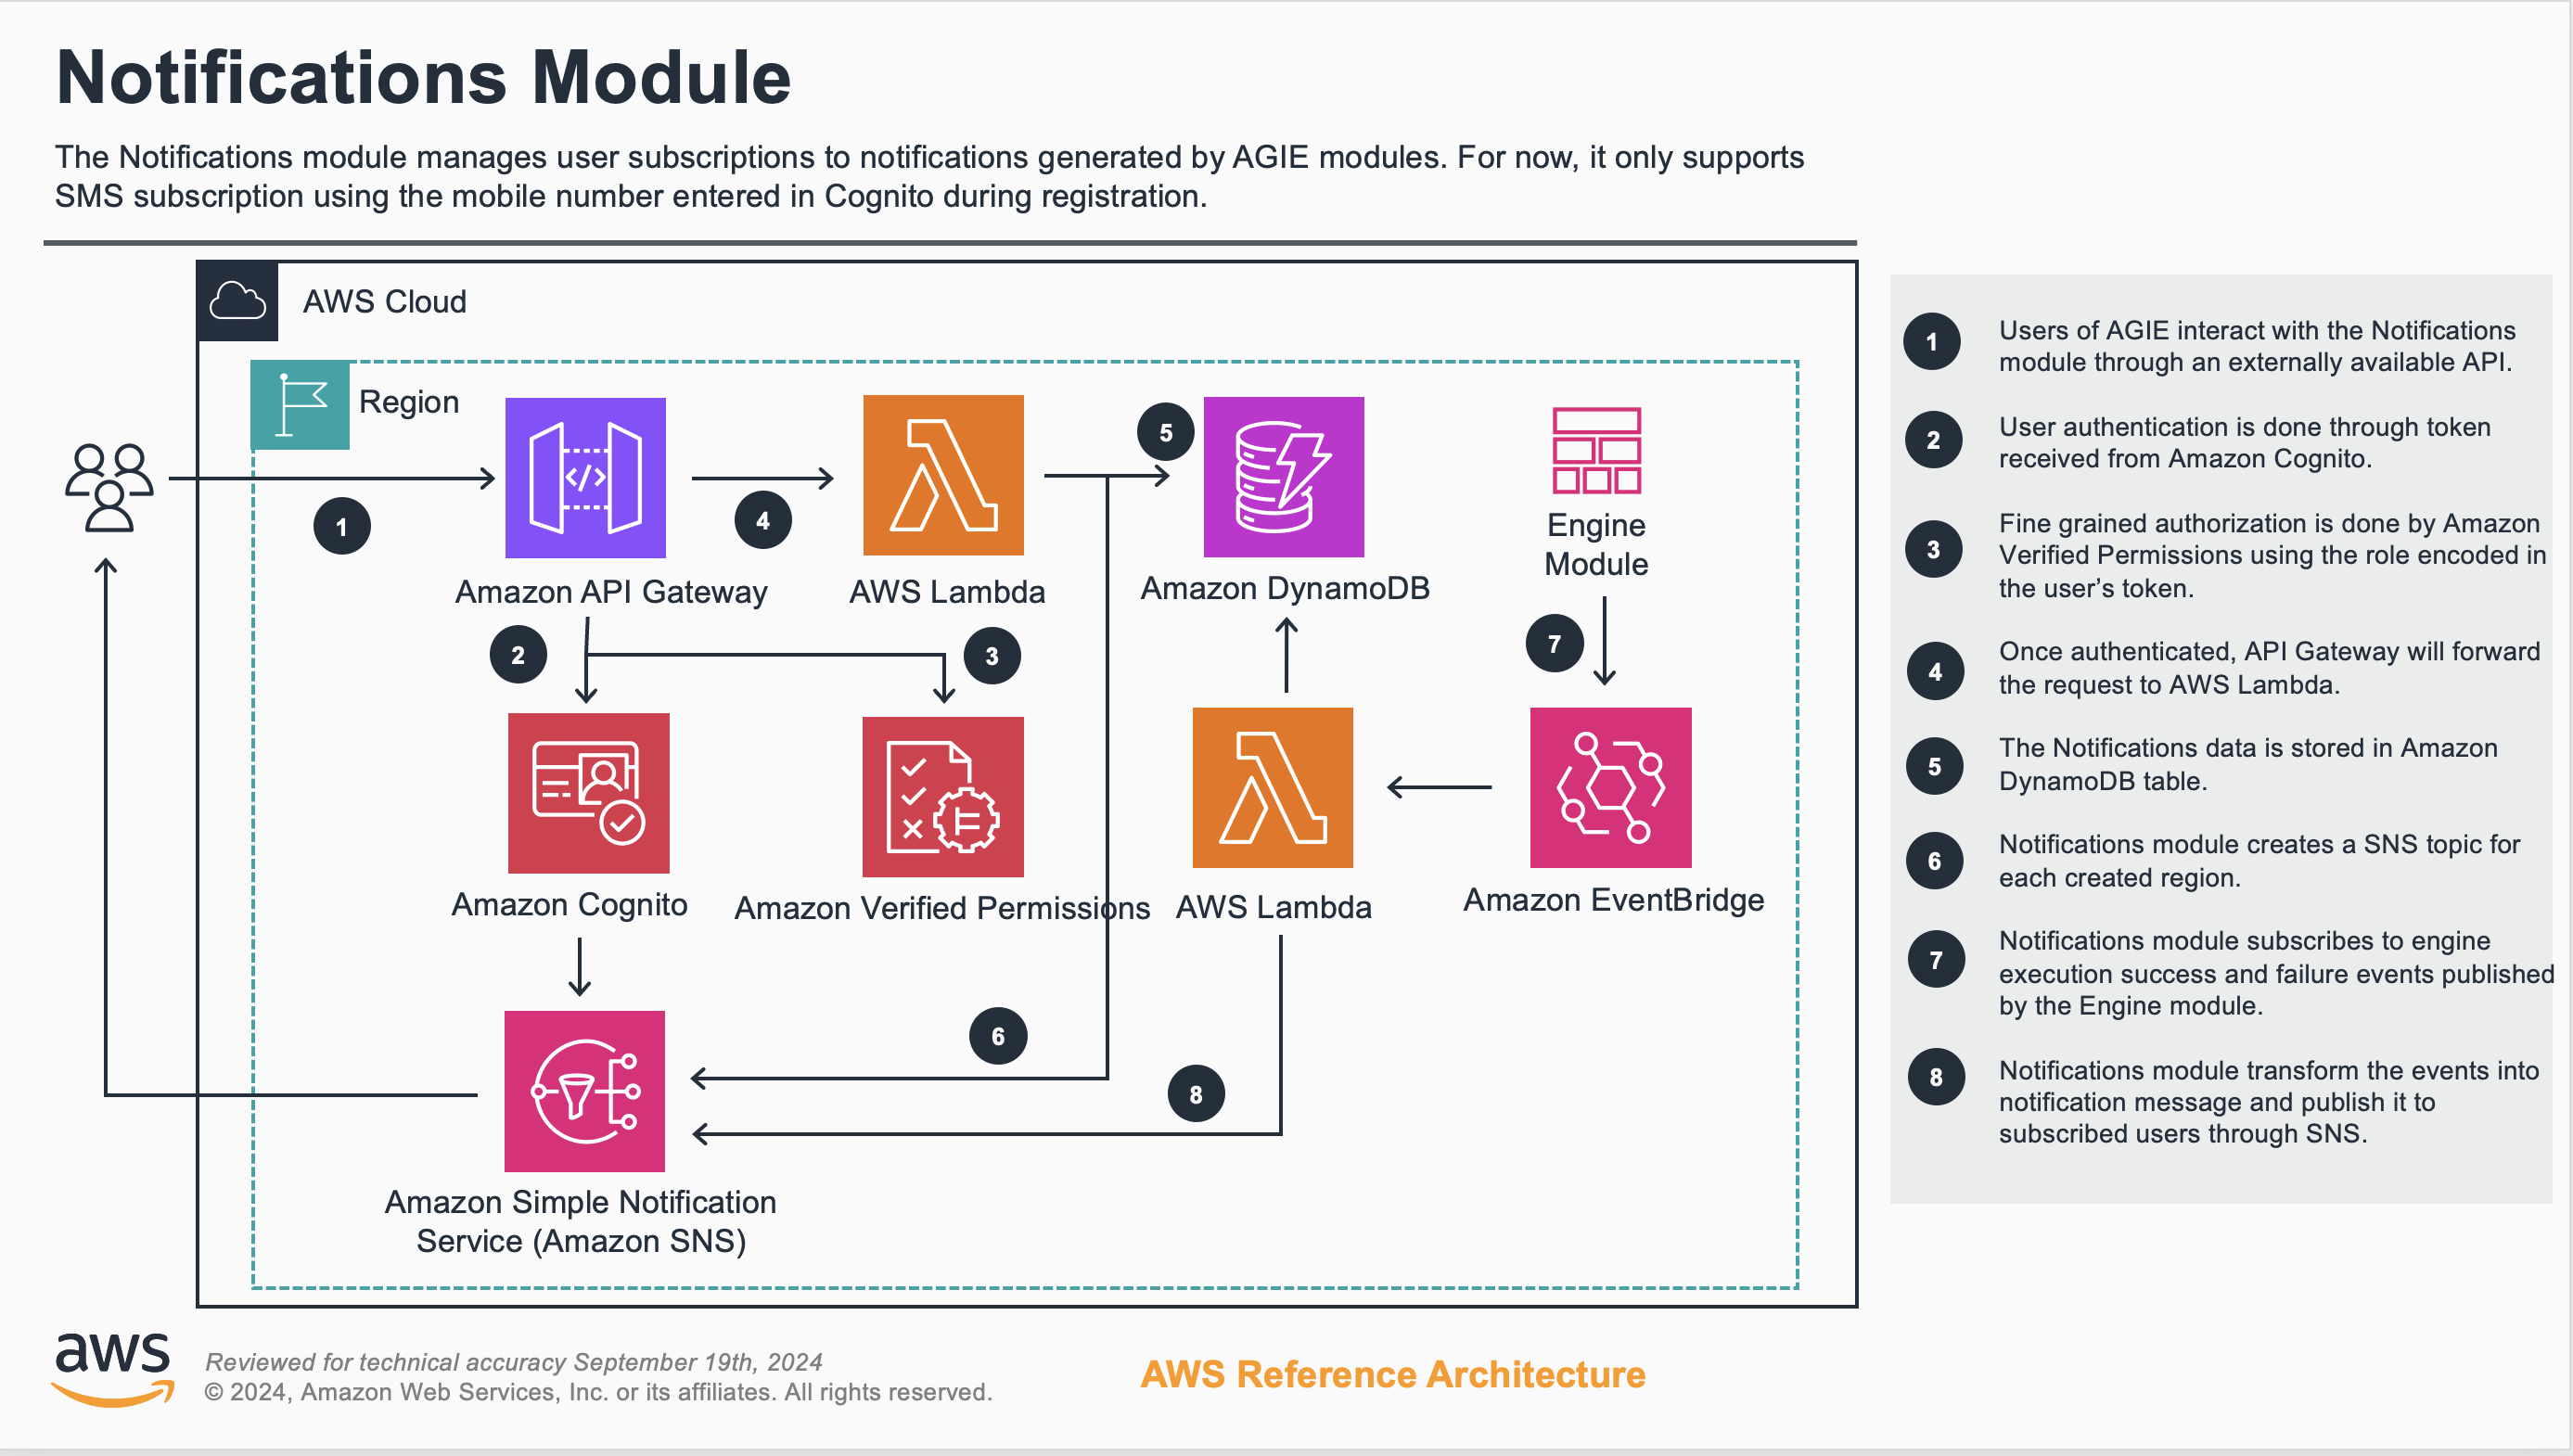 Notifications Module
The Notifications module manages user subscriptions to notifications generated by AGIE modules. For now, it only supports
SMS subscription using the mobile number entered in Cognito during registration.
AWS Cloud
Region
1
4
5
Amazon API Gateway
AWS Lambda
Amazon DynamoDB
Engine
Module
2
3
7
Amazon Cognito
Amazon Verified Permissions
AWS Lambda
Amazon EventBridge
6
8
Amazon Simple Notification
Service (Amazon SNS)
1
Users of AGIE interact with the Notifications
module through an externally available API.
2
User authentication is done through token
received from Amazon Cognito.
3
Fine grained authorization is done by Amazon
Verified Permissions using the role encoded in
the user’s token.
4
Once authenticated, API Gateway will forward
the request to AWS Lambda.
5
The Notifications data is stored in Amazon
DynamoDB table.
6
Notifications module creates a SNS topic for
each created region.
7
Notifications module subscribes to engine
execution success and failure events published
by the Engine module.
8
Notifications module transform the events into
notification message and publish it to
subscribed users through SNS.
aws
Reviewed for technical accuracy September 19th, 2024
© 2024, Amazon Web Services, Inc. or its affiliates. All rights reserved.
AWS Reference Architecture